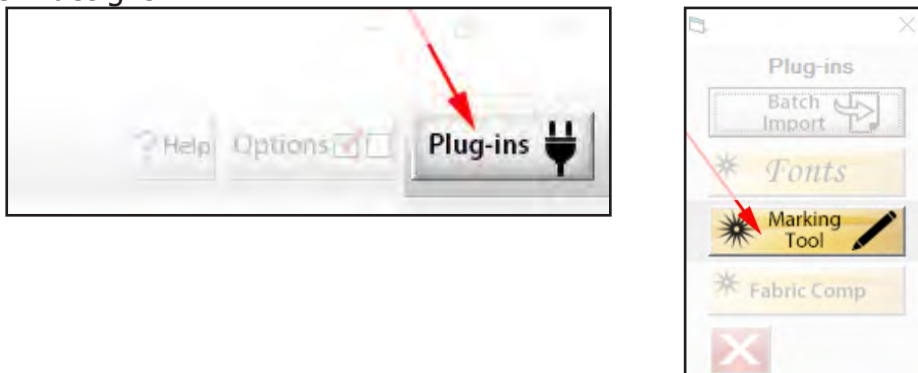 Help
Options
Plug-ins
Plug-ins
Batch
Import
Fonts
Marking
Tool
Fabric Comp